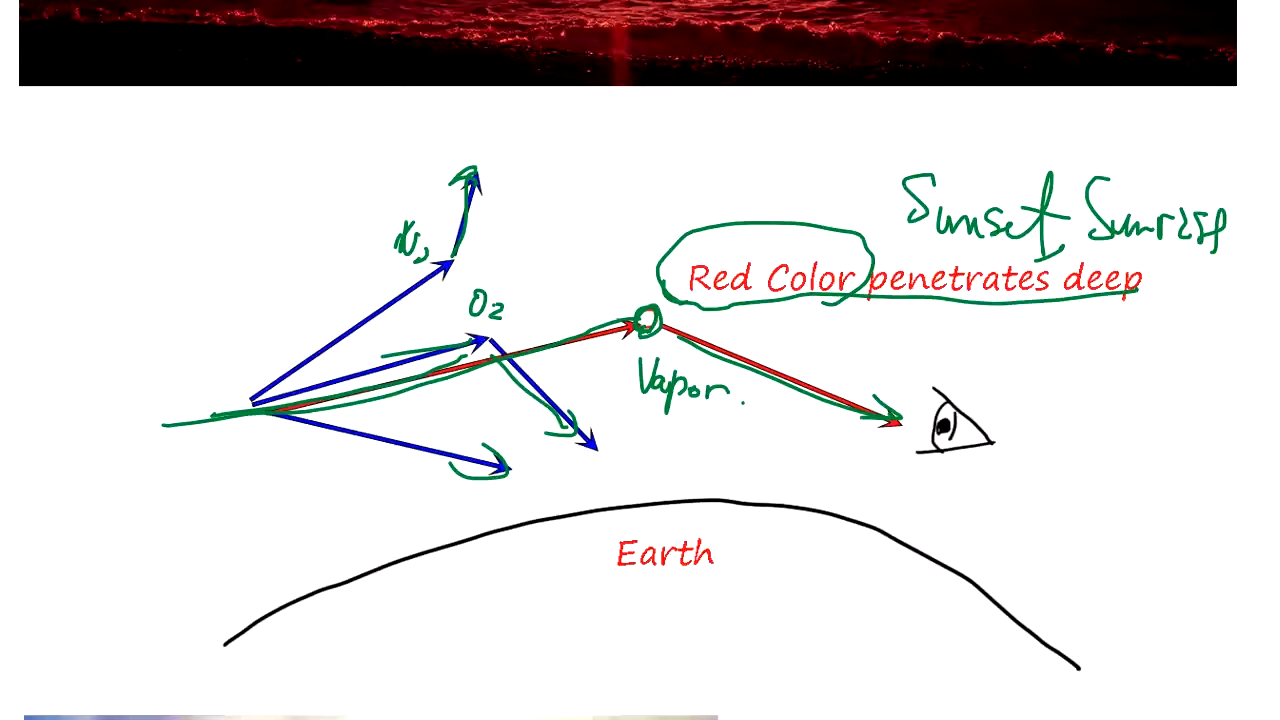 Sunset, Sunrise
Red Color penetrates deep
N2
O2
Vapor.
Earth